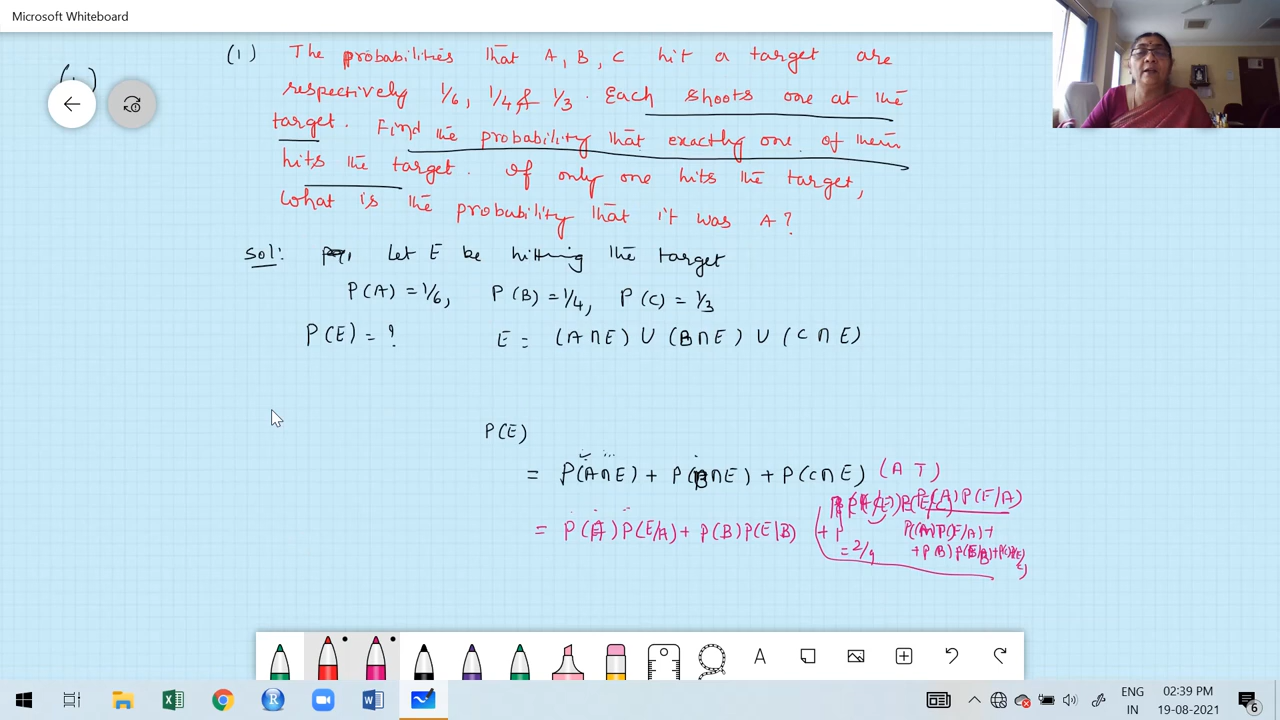 Microsoft Whiteboard
(1) The probabilities that A, B, C hit a target are
respectively 1/6, 1/4 & 1/3. Each shoots one at the
target. Find the probability that exactly one of them
hits the target. If only one hits the target,
what is the probability that it was A?
Sol: Let E be hitting the target
P(A) = 1/6, P(B) = 1/4, P(C) = 1/3
P(E) = ? E = (A∩E) ∪ (B∩E) ∪ (C∩E)
P(E)
= P(A∩E) + P(B∩E) + P(C∩E) (A T)
= P(A) P(E/A) + P(B) P(E|B) + P
P(A) P(E/A)
P(A) P(E/A) +
= 2/9 + P(B) P(E/B) +
ENG 02:39 PM
IN 19-08-2021 6